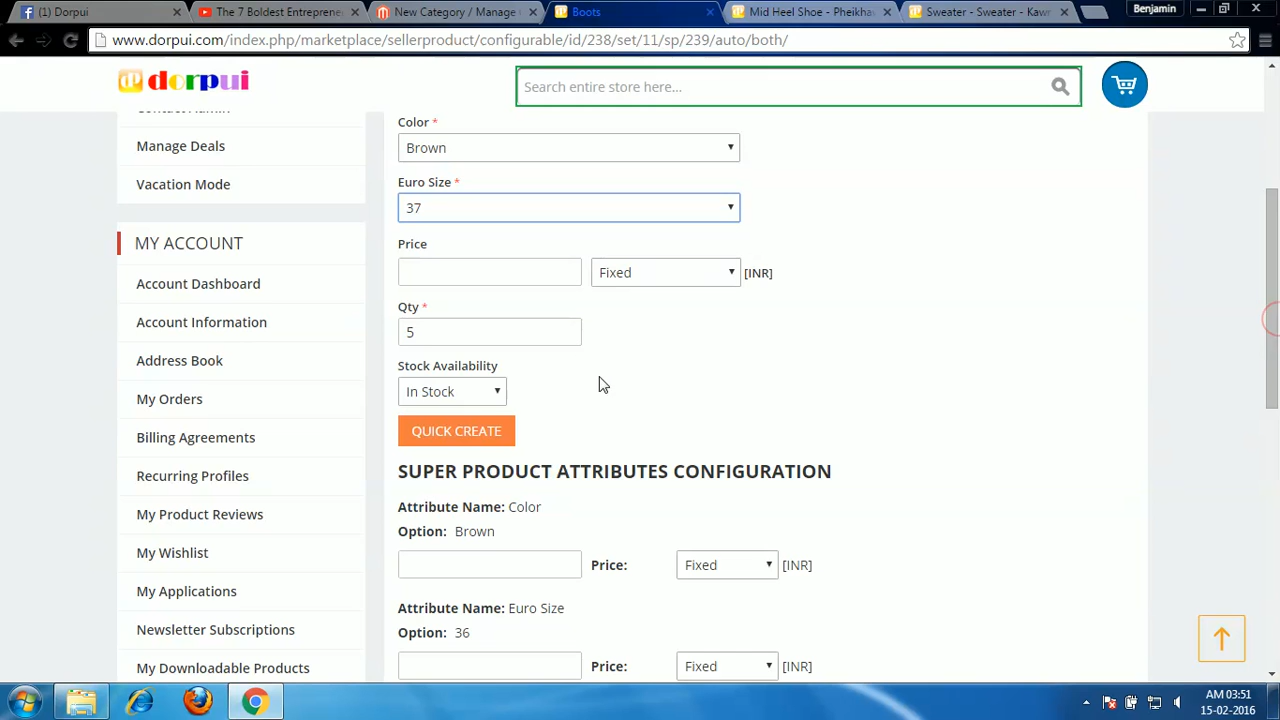 (1) Dorpui
The 7 Boldest Entreprene
New Category / Manage
Boots
Mid Heel Shoe - Pheikha
Sweater - Sweater - Kawr
Benjamin
www.dorpui.com/index.php/marketplace/sellerproduct/configurable/id/238/set/11/sp/239/auto/both/
dorpui
Search entire store here...
Contact Admin
Manage Deals
Vacation Mode
MY ACCOUNT
Account Dashboard
Account Information
Address Book
My Orders
Billing Agreements
Recurring Profiles
My Product Reviews
My Wishlist
My Applications
Newsletter Subscriptions
My Downloadable Products
Color *
Brown
Euro Size *
37
Price
Fixed [INR]
Qty *
5
Stock Availability
In Stock
QUICK CREATE
SUPER PRODUCT ATTRIBUTES CONFIGURATION
Attribute Name: Color
Option: Brown
Price: Fixed [INR]
Attribute Name: Euro Size
Option: 36
Price: Fixed [INR]
AM 03:51
15-02-2016